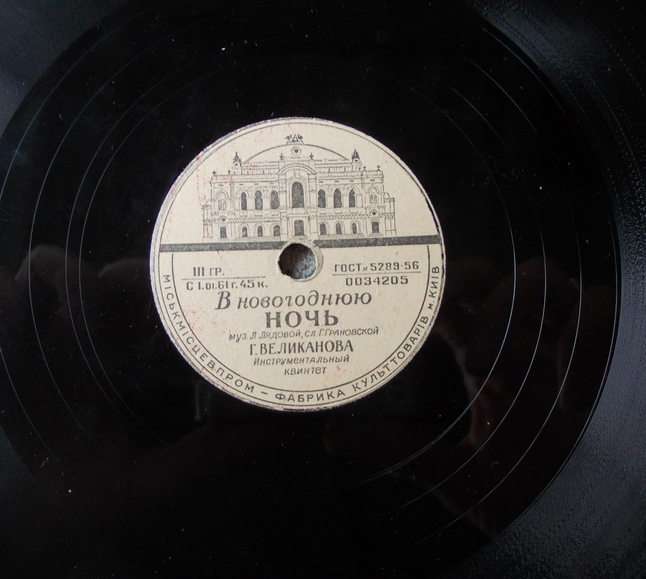 III ГР.
С 1.01.61 г. 45 к.
ГОСТ № 5289-56
0034205
В новогоднюю
НОЧЬ
муз. Л. Лядовой, сл. Г. Грановской
Г. ВЕЛИКАНОВА
Инструментальный
квинтет
МІСЬКМІСЦЕВПРОМ – ФАБРИКА КУЛЬТТОВАРІВ м. КИЇВ